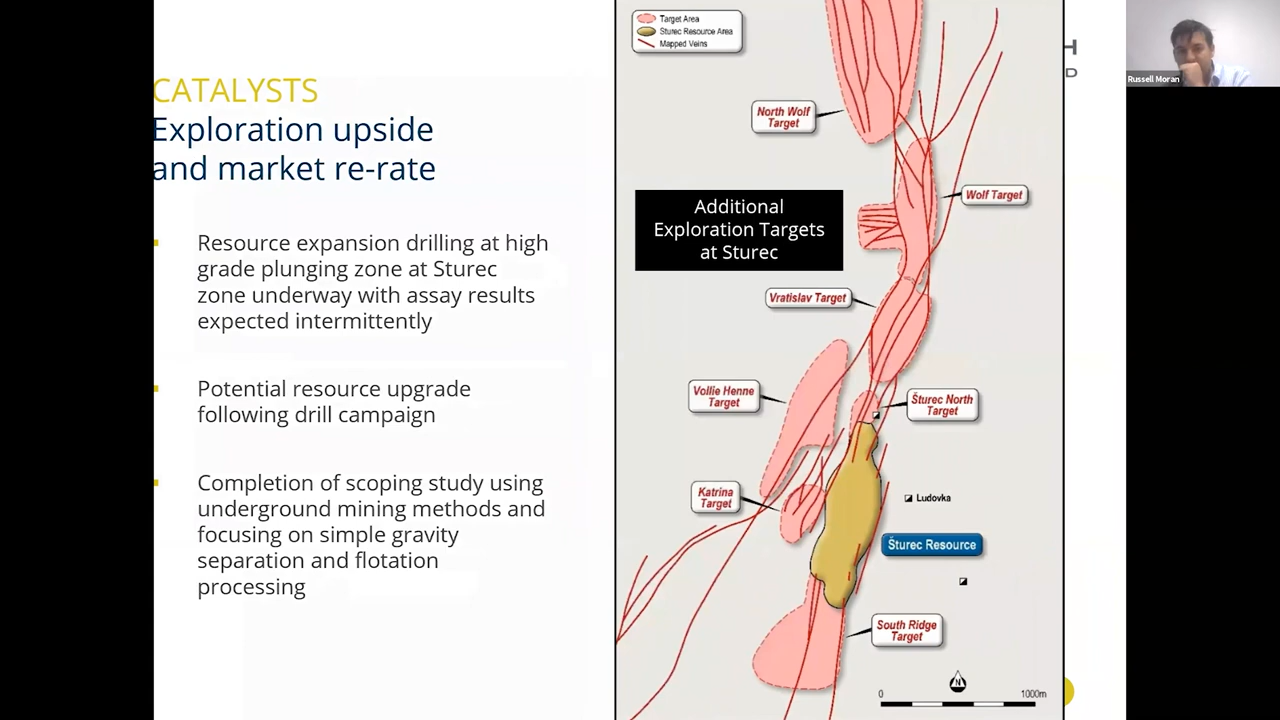 CATALYSTS
Exploration upside
and market re-rate
Resource expansion drilling at high
grade plunging zone at Sturec
zone underway with assay results
expected intermittently
Potential resource upgrade
following drill campaign
Completion of scoping study using
underground mining methods and
focusing on simple gravity
separation and flotation
processing
Target Area
Sturec Resource Area
Mapped Veins
North Wolf
Target
Wolf Target
Additional
Exploration Targets
at Sturec
Vratislav Target
Vollie Henne
Target
Šturec North
Target
Katrina
Target
Ludovka
Šturec Resource
South Ridge
Target
N
0
1000m
H
D
Russell Moran